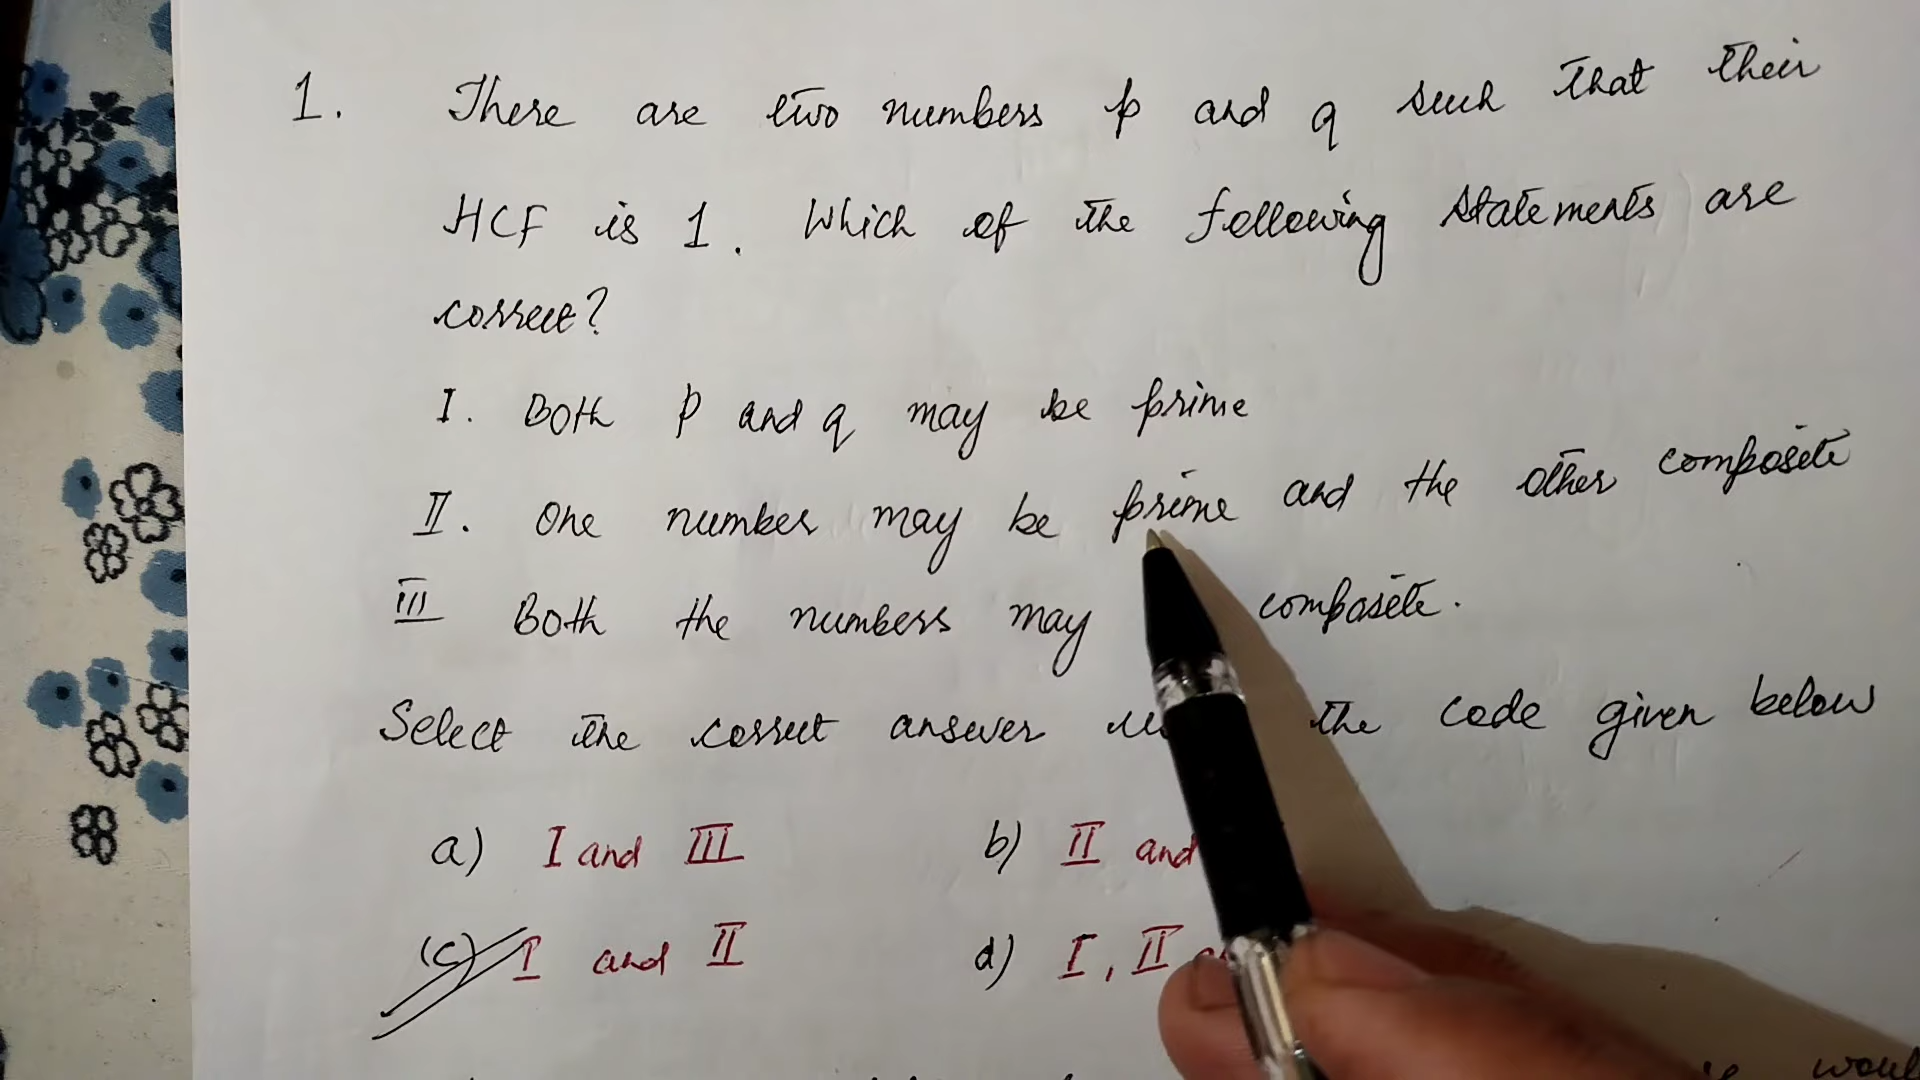 1. There are two numbers p and q such that their
HCF is 1. Which of the following statements are
correct?
I. Both p and q may be prime
II. One number may be prime and the other composite
III Both the numbers may composite.
Select the correct answer the code given below
a) I and III b) II and
(c) I and II d) I, II
would